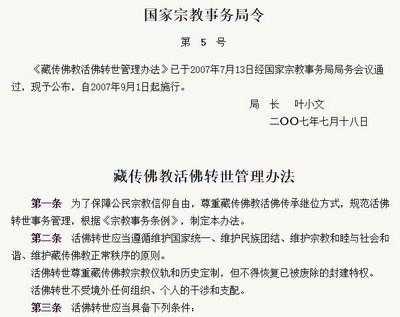 国家宗教事务局令
第 5 号
《藏传佛教活佛转世管理办法》已于2007年7月13日经国家宗教事务局局务会议通
过，现予公布，自2007年9月1日起施行。
局 长 叶小文
二〇〇七年七月十八日
藏传佛教活佛转世管理办法
第一条 为了保障公民宗教信仰自由，尊重藏传佛教活佛传承继位方式，规范活佛
转世事务管理，根据《宗教事务条例》，制定本办法。
第二条 活佛转世应当遵循维护国家统一、维护民族团结、维护宗教和睦与社会和
谐、维护藏传佛教正常秩序的原则。
活佛转世尊重藏传佛教宗教仪轨和历史定制，但不得恢复已被废除的封建特权。
活佛转世不受境外任何组织、个人的干涉和支配。
第三条 活佛转世应当具备下列条件：